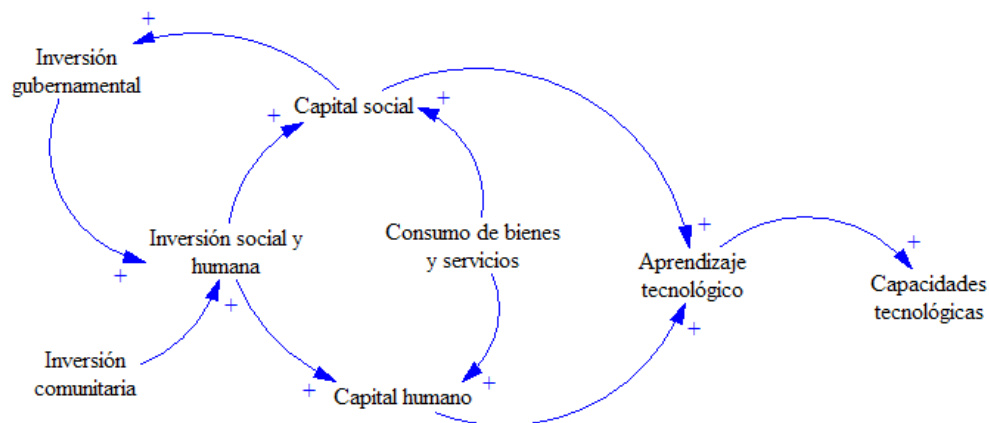 +
Inversión
gubernamental
Capital social
+
+
Inversión social y
humana
+
+
Consumo de bienes
y servicios
Inversión
comunitaria
+
Capital humano
+
Aprendizaje
tecnológico
+
+
Capacidades
tecnológicas
+